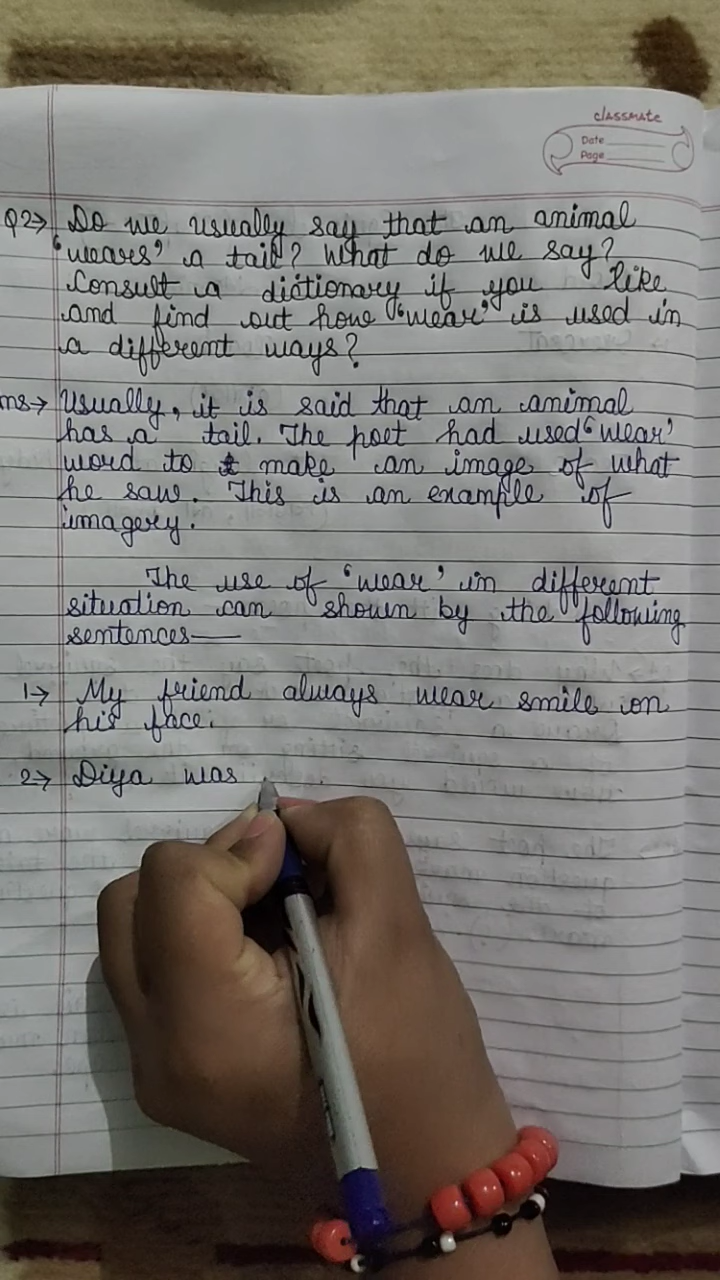 classmate
Date
Page
Q2→ Do we usually say that an animal
'wears' a tail? What do we say?
Consult a dictionary if you like
and find out how 'wear' is used in
a different ways?
ns→ Usually, it is said that an animal
has a tail. The poet had used 'wear'
word to make an image of what
he saw. This is an example of
imagery.
The use of 'wear' in different
situation can shown by the following
sentences—
1→ My friend always wear smile on
his face.
2→ Diya was